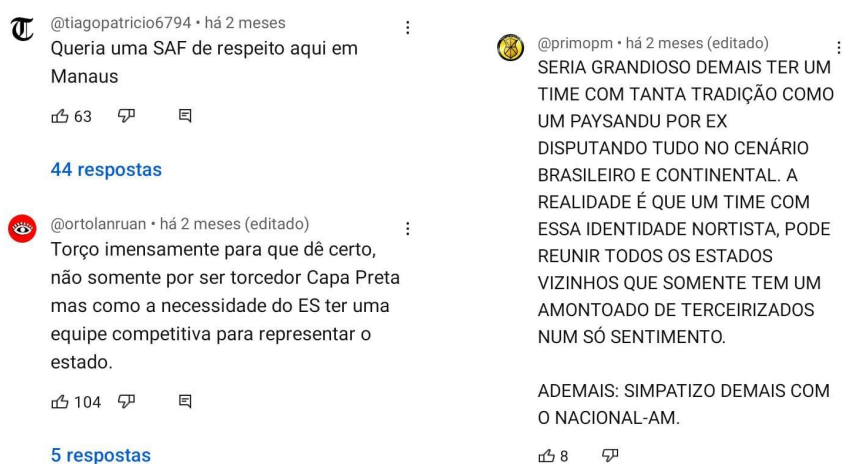 @tiagopatricio6794 • há 2 meses
Queria uma SAF de respeito aqui em
Manaus
63
44 respostas
@ortolanruan • há 2 meses (editado)
Torço imensamente para que dê certo,
não somente por ser torcedor Capa Preta
mas como a necessidade do ES ter uma
equipe competitiva para representar o
estado.
104
5 respostas
@primopm • há 2 meses (editado)
SERIA GRANDIOSO DEMAIS TER UM
TIME COM TANTA TRADIÇÃO COMO
UM PAYSANDU POR EX
DISPUTANDO TUDO NO CENÁRIO
BRASILEIRO E CONTINENTAL. A
REALIDADE É QUE UM TIME COM
ESSA IDENTIDADE NORTISTA, PODE
REUNIR TODOS OS ESTADOS
VIZINHOS QUE SOMENTE TEM UM
AMONTOADO DE TERCEIRIZADOS
NUM SÓ SENTIMENTO.
ADEMAIS: SIMPATIZO DEMAIS COM
O NACIONAL-AM.
8